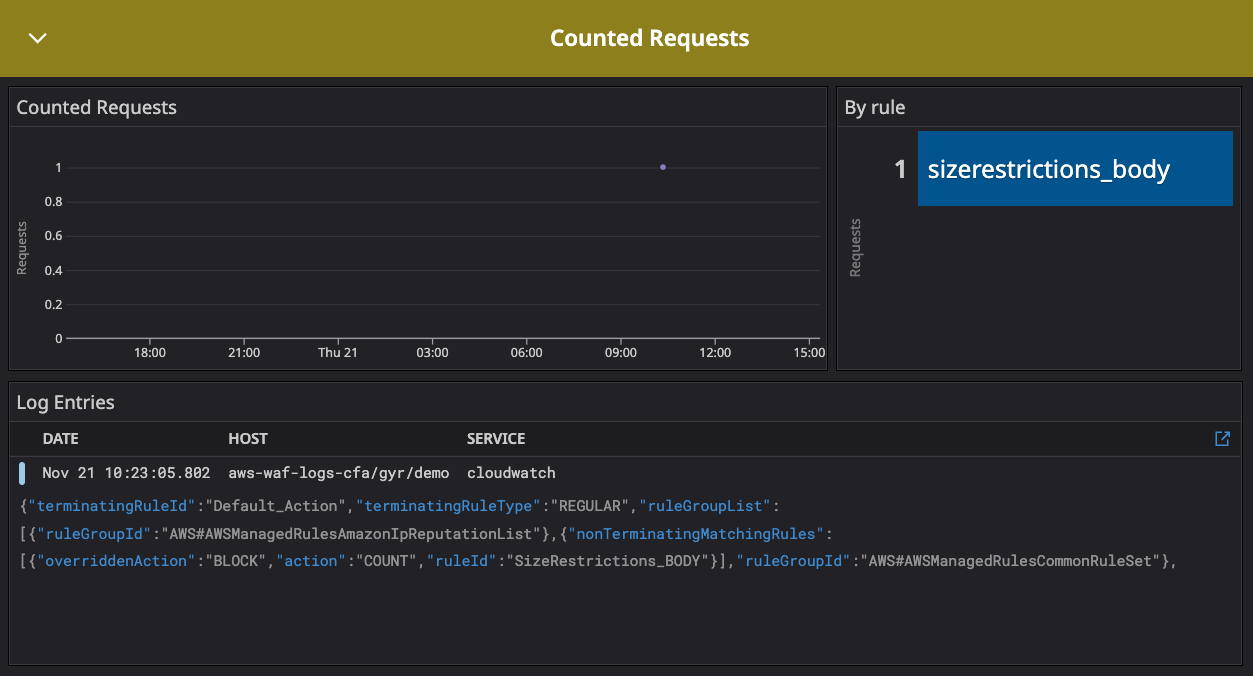 Counted Requests
Counted Requests
Requests
1
0.8
0.6
0.4
0.2
0
18:00 21:00 Thu 21 03:00 06:00 09:00 12:00 15:00
By rule
Requests
1 sizerestrictions_body
Log Entries
DATE HOST SERVICE
Nov 21 10:23:05.802 aws-waf-logs-cfa/gyr/demo cloudwatch
{"terminatingRuleId":"Default_Action","terminatingRuleType":"REGULAR","ruleGroupList":
[{"ruleGroupId":"AWS#AWSManagedRulesAmazonIpReputationList"},{"nonTerminatingMatchingRules":
[{"overriddenAction":"BLOCK","action":"COUNT","ruleId":"SizeRestrictions_BODY"}],"ruleGroupId":"AWS#AWSManagedRulesCommonRuleSet"},